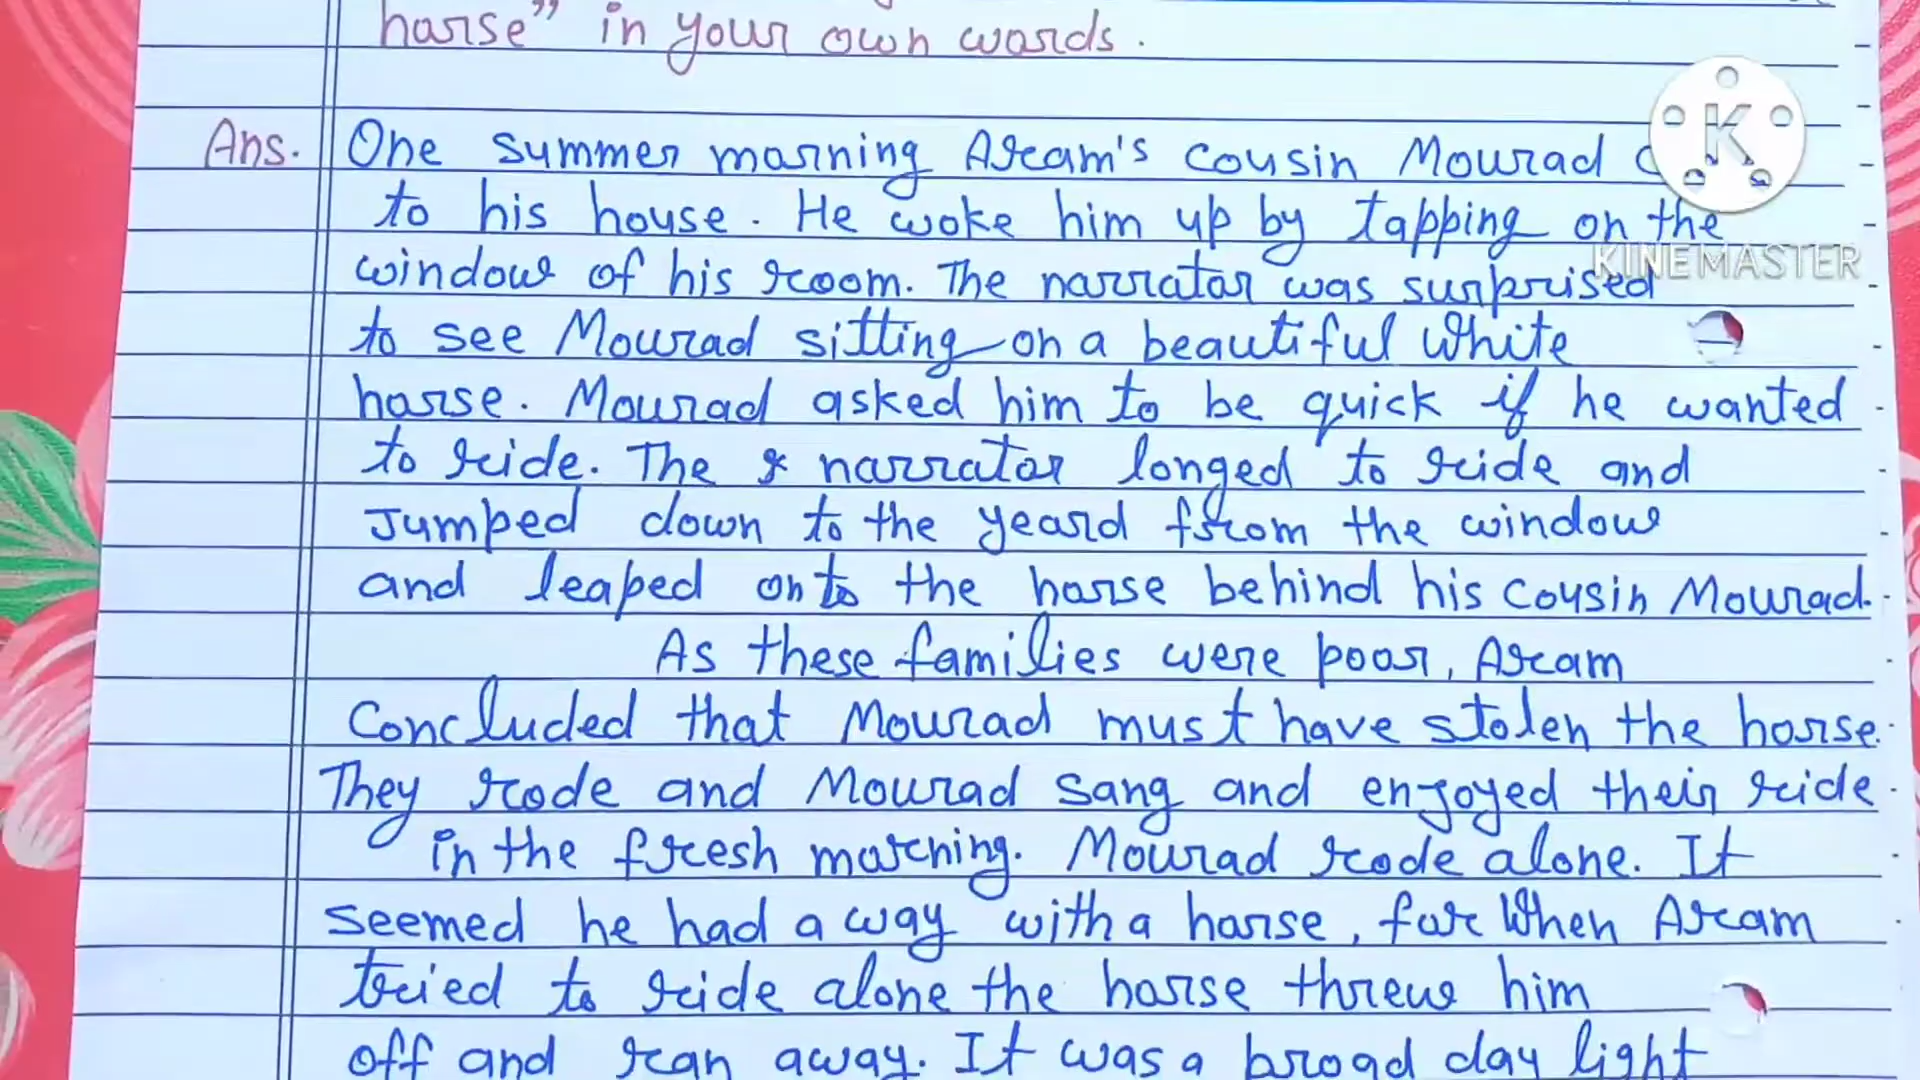 harse" in your own words.
Ans. One summer morning Aram's cousin Mourad
to his house. He woke him up by tapping on the
window of his room. The narrator was surprised
to see Mourad sitting on a beautiful white
horse. Mourad asked him to be quick if he wanted
to ride. The narrator longed to ride and
Jumped down to the yeard from the window
and leaped onto the horse behind his cousin Mourad.
As these families were poor, Aram
Concluded that Mourad must have stolen the horse.
They rode and Mourad sang and enjoyed their ride
in the fresh morning. Mourad rode alone. It
seemed he had a way with a horse, for when Aram
tried to ride alone the horse threw him
off and ran away. It was a broad day light
K
KINEMASTER